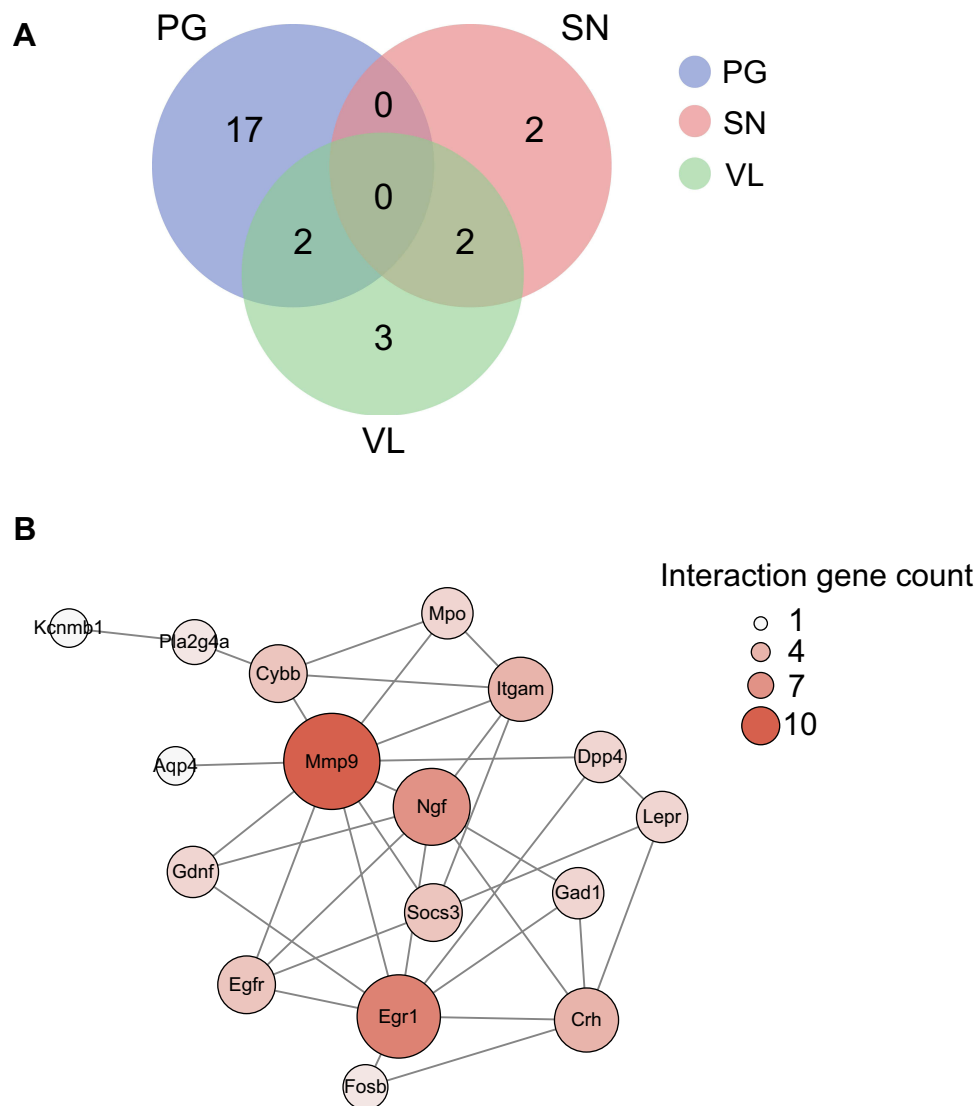 A
PG
SN
17
0
2
0
2
2
3
VL
PG
SN
VL
B
Interaction gene count
1
4
7
10
Kcnmb1
Pla2g4a
Mpo
Cybb
Itgam
Aqp4
Mmp9
Dpp4
Ngf
Lepr
Gdnf
Gad1
Socs3
Egfr
Egr1
Crh
Fosb